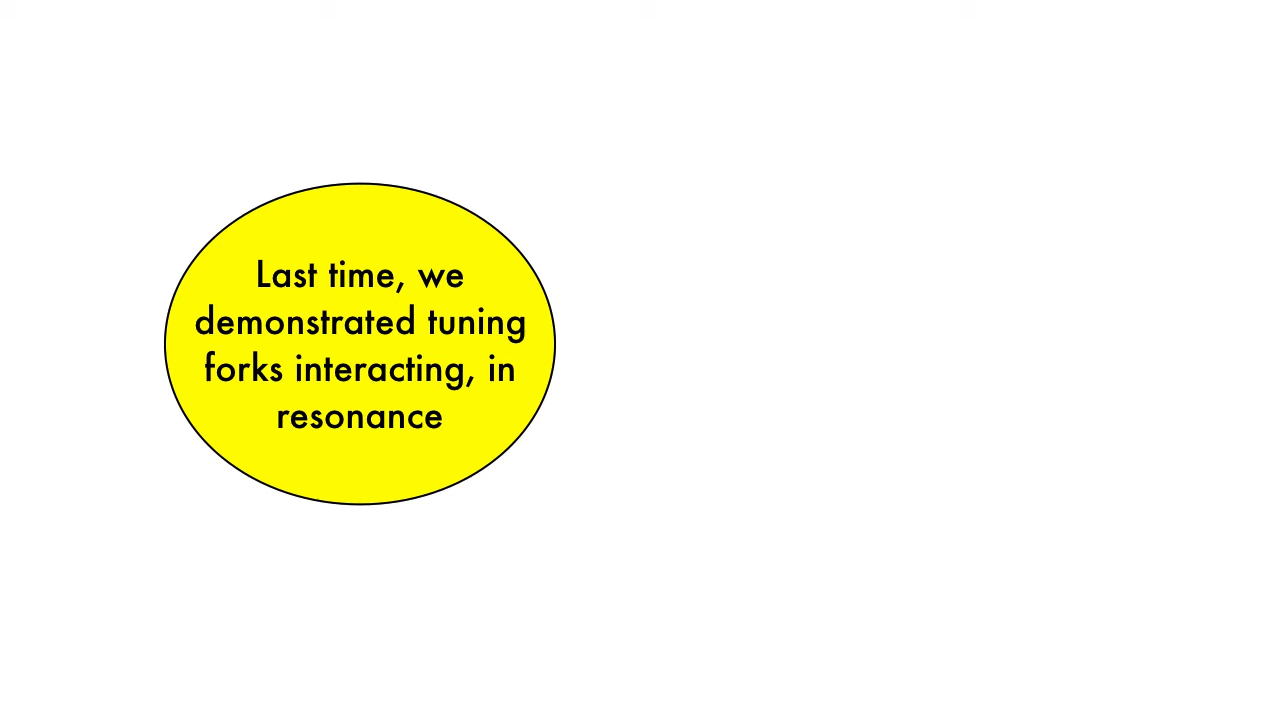 Last time, we
demonstrated tuning
forks interacting, in
resonance